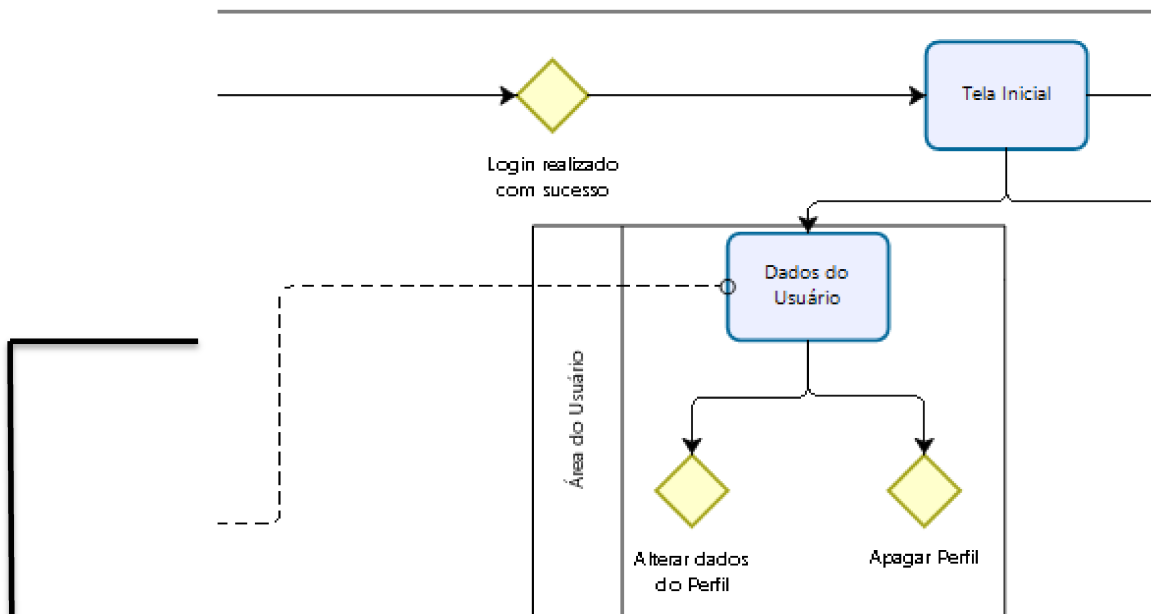 Tela Inicial
Login realizado
com sucesso
Dados do
Usuário
Área do Usuário
Alterar dados
do Perfil
Apagar Perfil